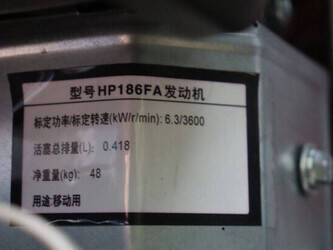 型号HP186FA发动机
标定功率/标定转速(kW/r/min): 6.3/3600
活塞总排量(L): 0.418
净重量(kg): 48
用途:移动用